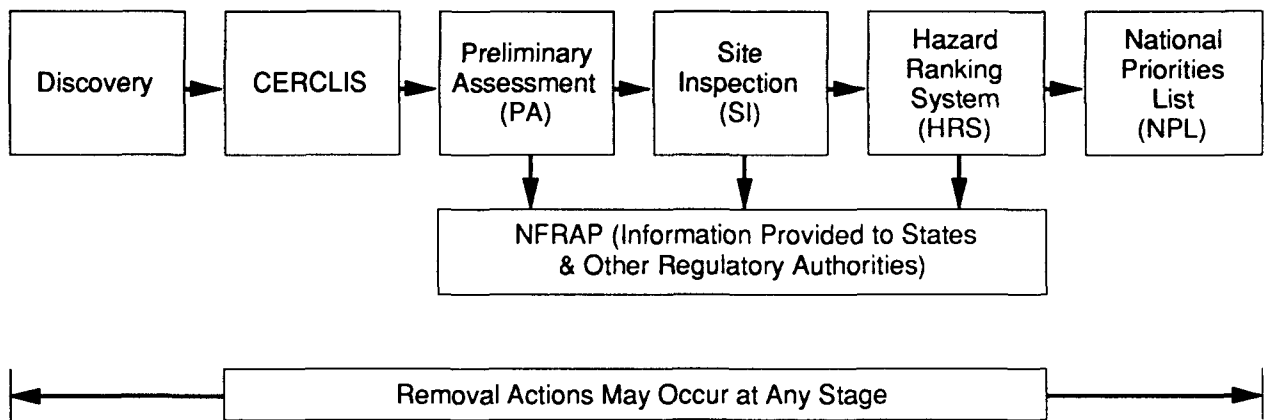 Discovery
CERCLIS
Preliminary
Assessment
(PA)
Site
Inspection
(SI)
Hazard
Ranking
System
(HRS)
National
Priorities
List
(NPL)
NFRAP (Information Provided to States
& Other Regulatory Authorities)
Removal Actions May Occur at Any Stage